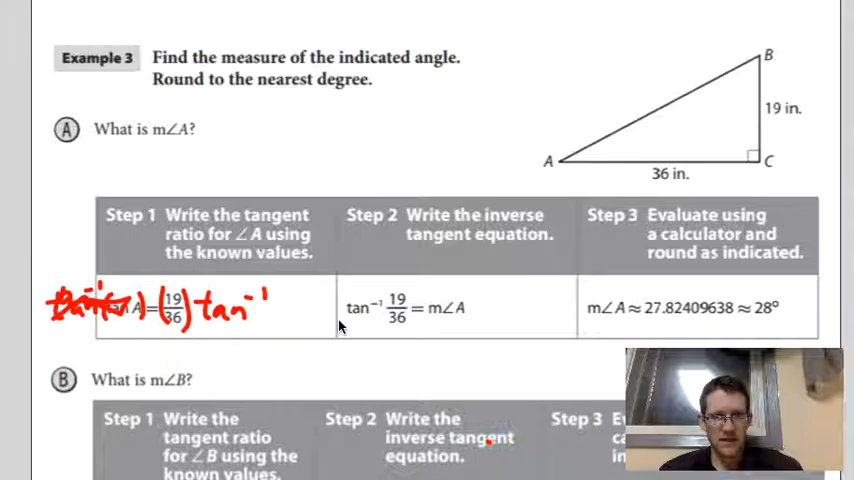 Example 3 Find the measure of the indicated angle.
Round to the nearest degree.
B
19 in.
A
C
36 in.
A What is m∠A?
Step 1 Write the tangent
ratio for ∠A using
the known values.
Step 2 Write the inverse
tangent equation.
Step 3 Evaluate using
a calculator and
round as indicated.
tan A = (19/36) tan⁻¹
tan⁻¹ 19/36 = m∠A
m∠A ≈ 27.82409638 ≈ 28°
B What is m∠B?
Step 1 Write the
tangent ratio
for ∠B using the
known values.
Step 2 Write the
inverse tangent
equation.
Step 3